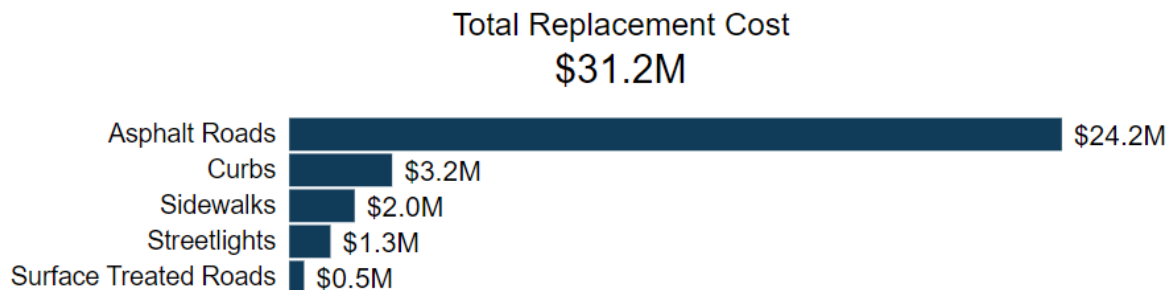 Total Replacement Cost
$31.2M
Asphalt Roads $24.2M
Curbs $3.2M
Sidewalks $2.0M
Streetlights $1.3M
Surface Treated Roads $0.5M